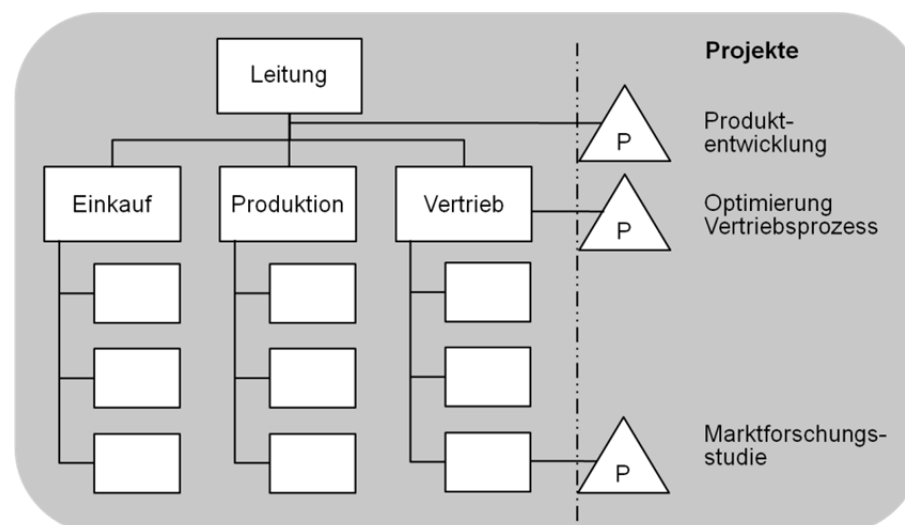 Leitung
Projekte
P
Produkt-
entwicklung
Einkauf
Produktion
Vertrieb
P
Optimierung
Vertriebsprozess
P
Marktforschungs-
studie